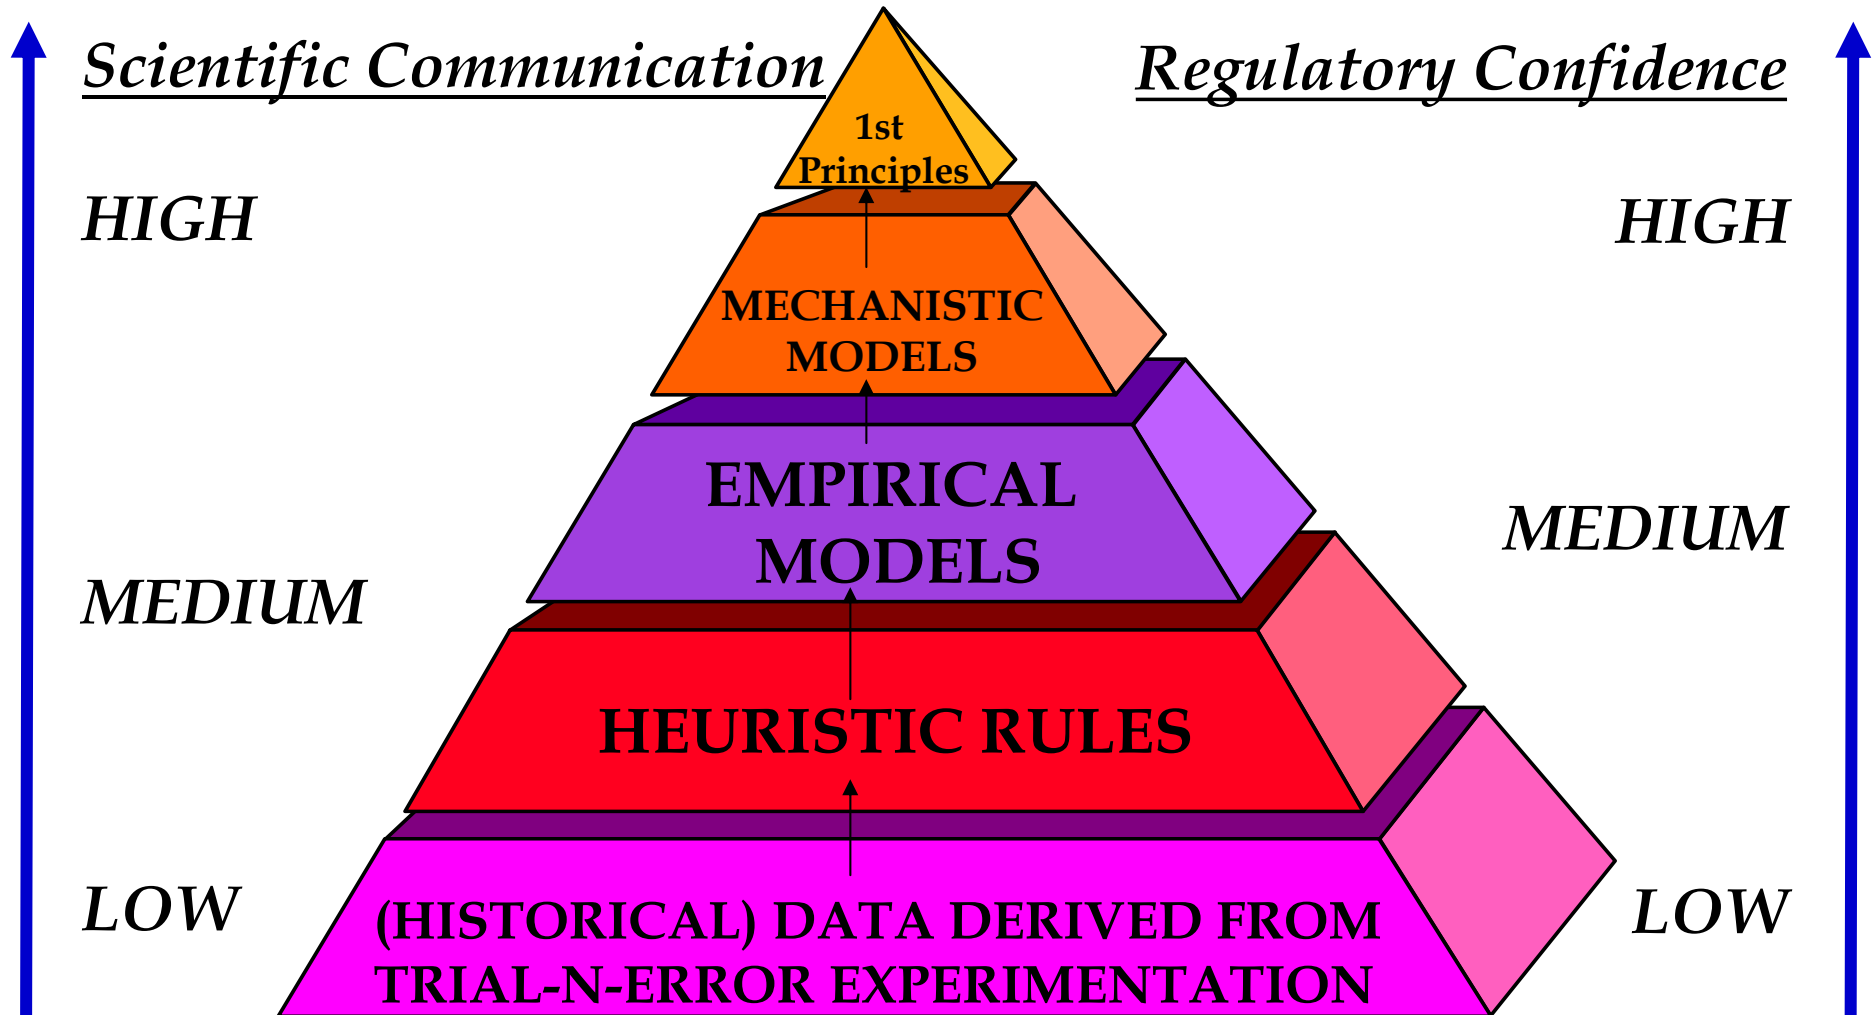 Scientific Communication
Regulatory Confidence
1st
Principles
HIGH
HIGH
MECHANISTIC
MODELS
EMPIRICAL
MODELS
MEDIUM
MEDIUM
HEURISTIC RULES
LOW
LOW
(HISTORICAL) DATA DERIVED FROM
TRIAL-N-ERROR EXPERIMENTATION